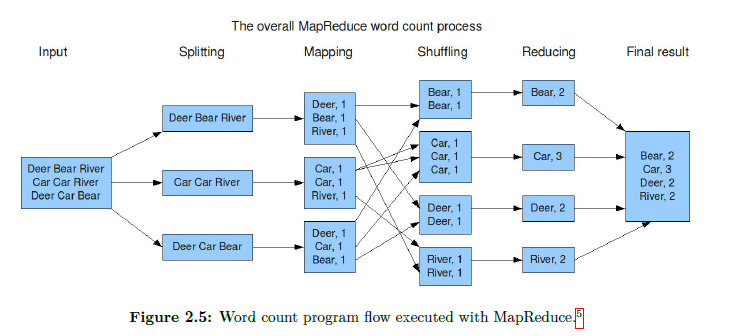 The overall MapReduce word count process
Input
Splitting
Mapping
Shuffling
Reducing
Final result
Deer Bear River
Car Car River
Deer Car Bear
Deer Bear River
Car Car River
Deer Car Bear
Deer, 1
Bear, 1
River, 1
Car, 1
Car, 1
River, 1
Deer, 1
Car, 1
Bear, 1
Bear, 1
Bear, 1
Car, 1
Car, 1
Car, 1
Deer, 1
Deer, 1
River, 1
River, 1
Bear, 2
Car, 3
Deer, 2
River, 2
Bear, 2
Car, 3
Deer, 2
River, 2
Figure 2.5: Word count program flow executed with MapReduce.5